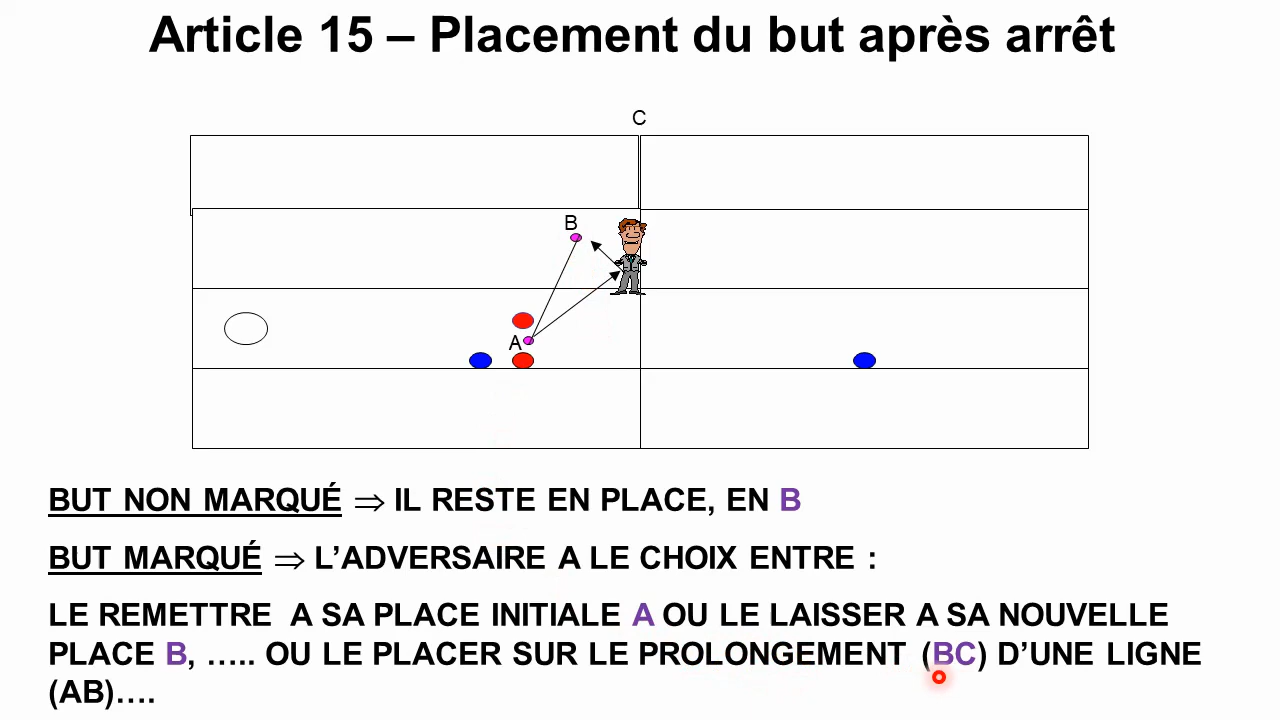 Article 15 – Placement du but après arrêt
C
B
A
BUT NON MARQUÉ ⇒ IL RESTE EN PLACE, EN B
BUT MARQUÉ ⇒ L’ADVERSAIRE A LE CHOIX ENTRE :
LE REMETTRE A SA PLACE INITIALE A OU LE LAISSER A SA NOUVELLE
PLACE B, ….. OU LE PLACER SUR LE PROLONGEMENT (BC) D’UNE LIGNE
(AB)….